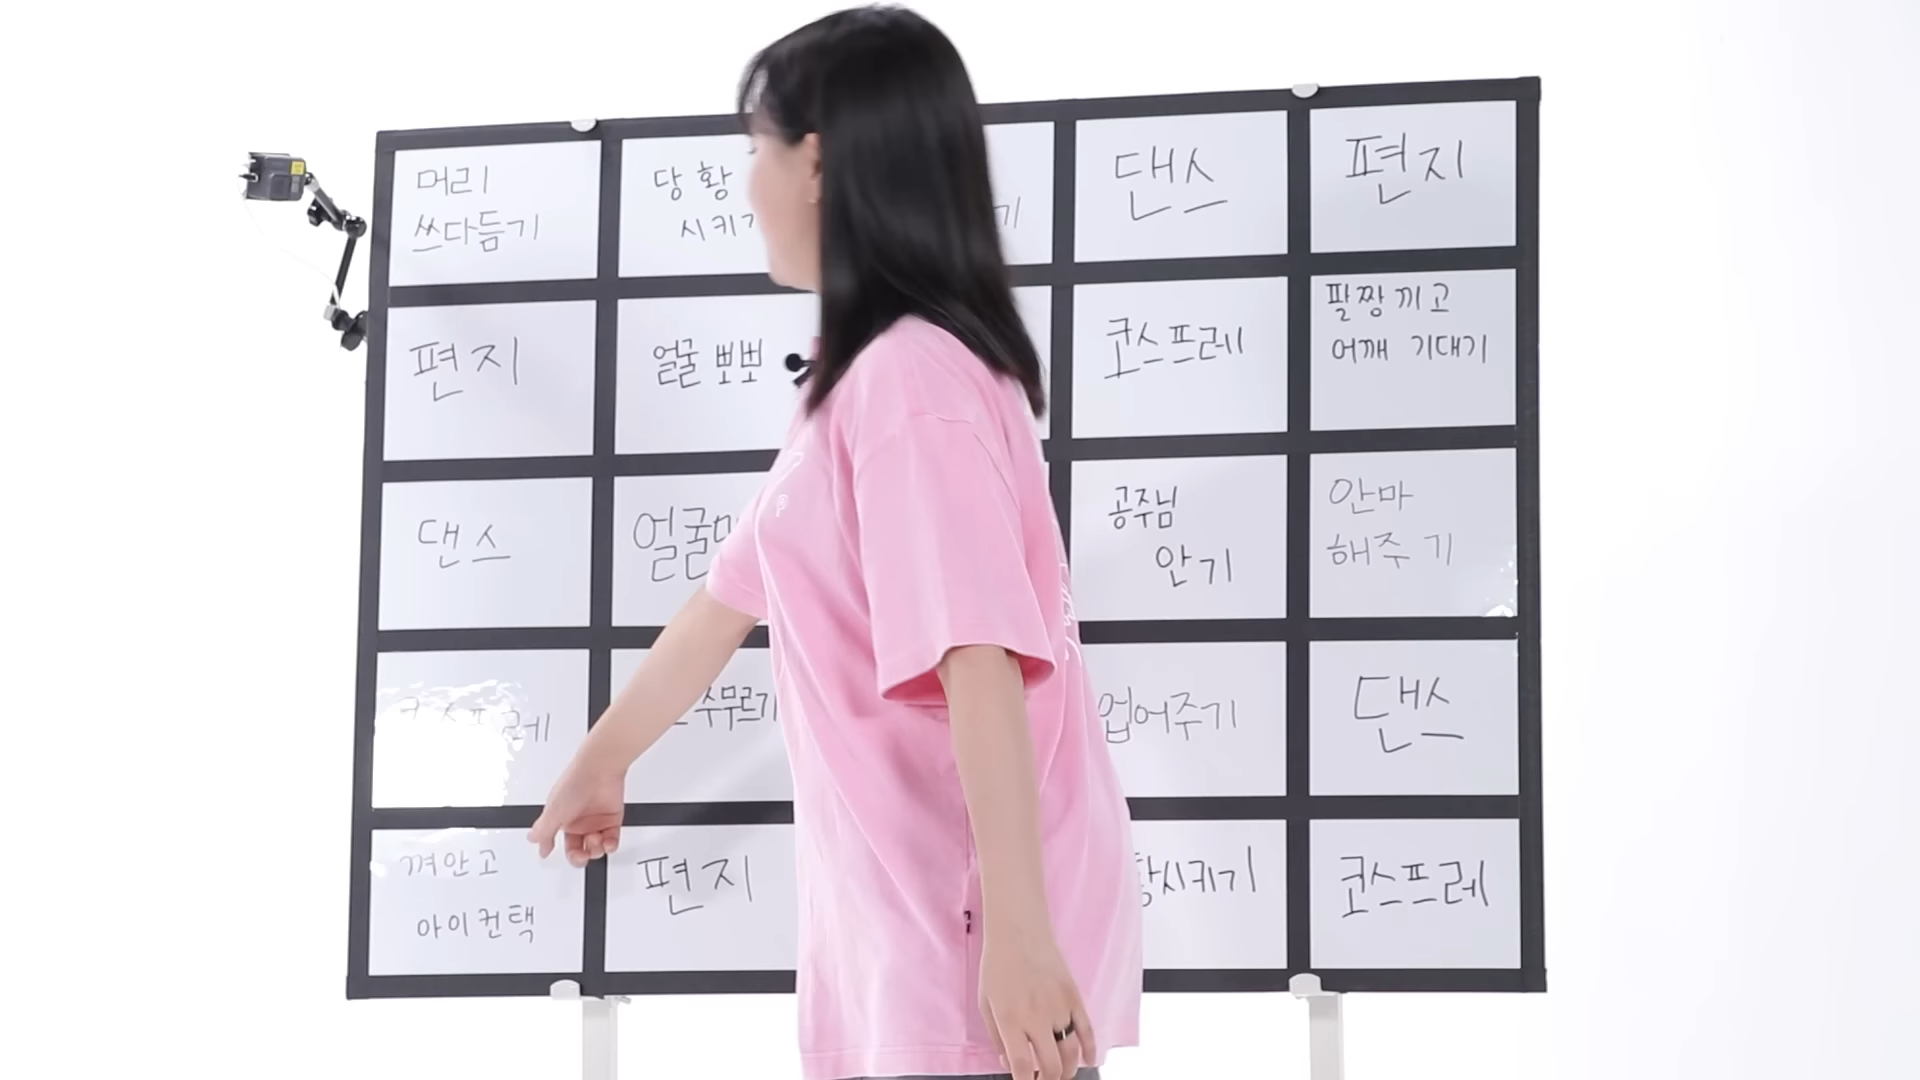 머리
쓰다듬기
당황
댄스
편지
편지
얼굴 뽀뽀
코스프레
팔짱끼고
어깨 기대기
댄스
공주님
안기
안마
해주기
업어주기
댄스
껴안고
아이컨택
편지
코스프레